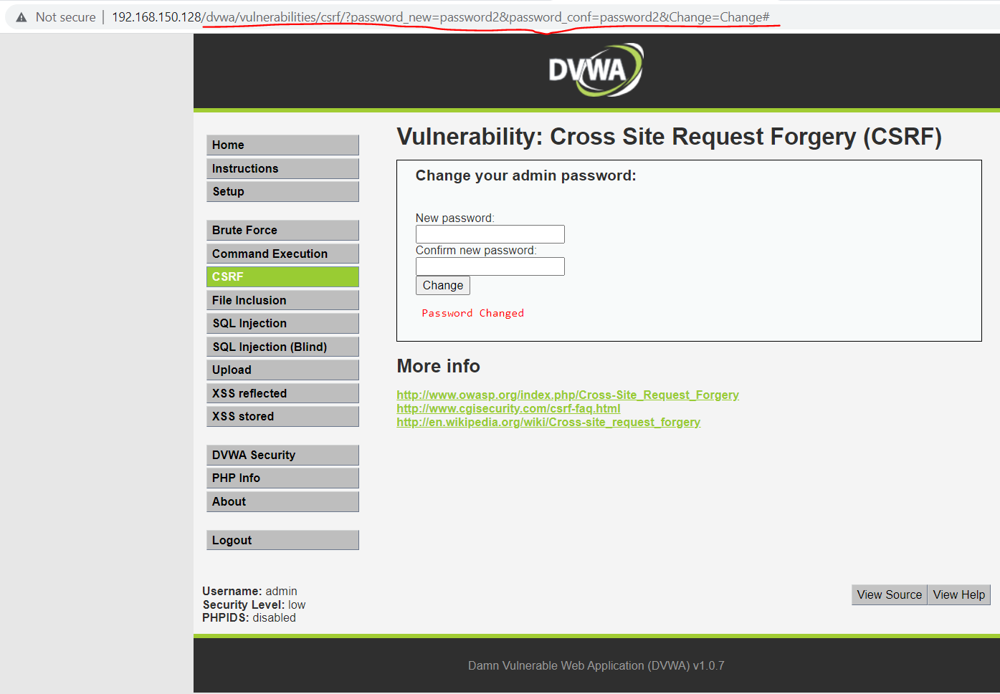 Not secure | 192.168.150.128/dvwa/vulnerabilities/csrf/?password_new=password2&password_conf=password2&Change=Change#
DVWA
Home
Instructions
Setup
Brute Force
Command Execution
CSRF
File Inclusion
SQL Injection
SQL Injection (Blind)
Upload
XSS reflected
XSS stored
DVWA Security
PHP Info
About
Logout
Vulnerability: Cross Site Request Forgery (CSRF)
Change your admin password:
New password:
Confirm new password:
Change
Password Changed
More info
http://www.owasp.org/index.php/Cross-Site_Request_Forgery
http://www.cgisecurity.com/csrf-faq.html
http://en.wikipedia.org/wiki/Cross-site_request_forgery
Username: admin
Security Level: low
PHPIDS: disabled
View Source View Help
Damn Vulnerable Web Application (DVWA) v1.0.7